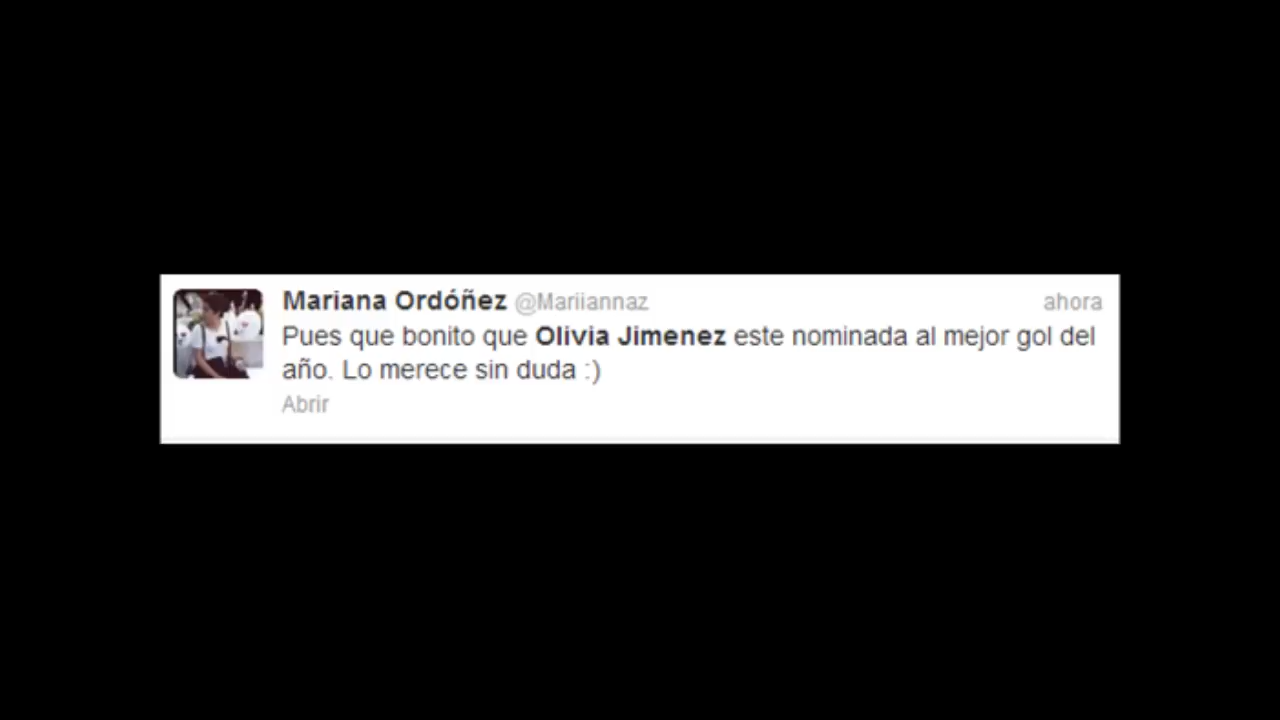 Mariana Ordóñez @Mariiannaz ahora
Pues que bonito que Olivia Jimenez este nominada al mejor gol del
año. Lo merece sin duda :)
Abrir